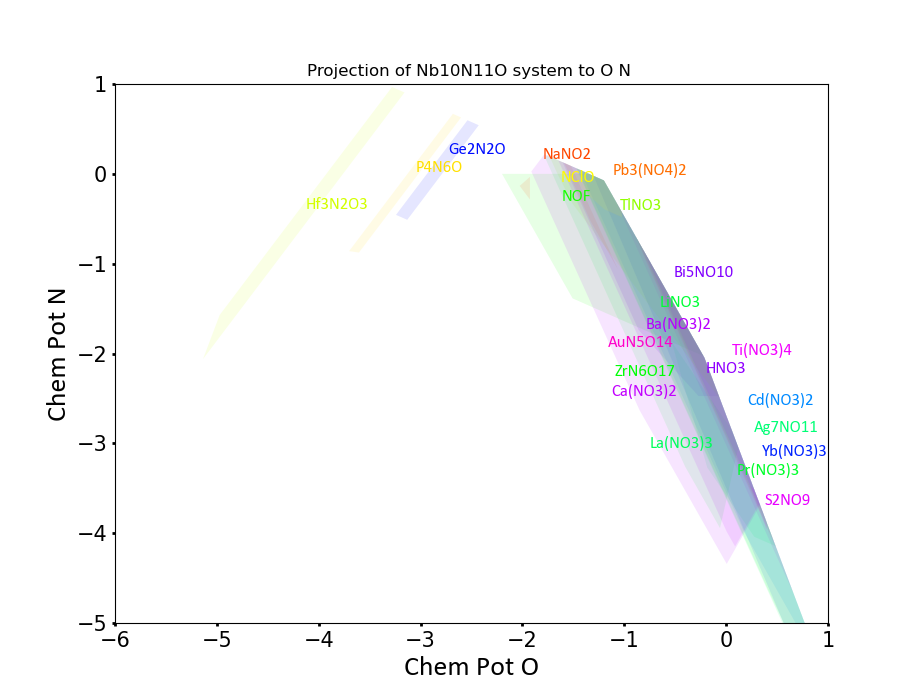 Projection of Nb10N11O system to O N
1
0
−1
−2
−3
−4
−5
Chem Pot N
Ge2N2O
NaNO2
P4N6O
Pb3(NO4)2
NClO
NOF
Hf3N2O3
TlNO3
Bi5NO10
LiNO3
Ba(NO3)2
AuN5O14
Ti(NO3)4
ZrN6O17
HNO3
Ca(NO3)2
Cd(NO3)2
Ag7NO11
La(NO3)3
Yb(NO3)3
Pr(NO3)3
S2NO9
−6 −5 −4 −3 −2 −1 0 1
Chem Pot O